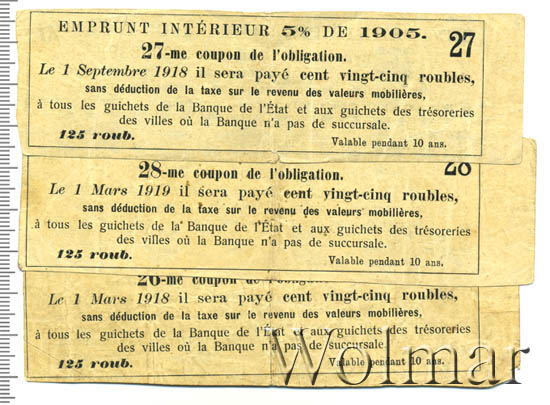 EMPRUNT INTÉRIEUR 5% DE 1905. 27
27-me coupon de l'obligation.
Le 1 Septembre 1918 il sera payé cent vingt-cinq roubles,
sans déduction de la taxe sur le revenu des valeurs mobilières,
à tous les guichets de la Banque de l'État et aux guichets des trésoreries
des villes où la Banque n'a pas de succursale.
125 roub. Valable pendant 10 ans.
28-me coupon de l'obligation. 28
Le 1 Mars 1919 il sera payé cent vingt-cinq roubles,
sans déduction de la taxe sur le revenu des valeurs mobilières,
à tous les guichets de la Banque de l'État et aux guichets des trésoreries
des villes où la Banque n'a pas de succursale.
125 roub. Valable pendant 10 ans.
26-me coupon de l'obligation.
Le 1 Mars 1918 il sera payé cent vingt-cinq roubles,
sans déduction de la taxe sur le revenu des valeurs mobilières,
à tous les guichets de la Banque de l'État et aux guichets des trésoreries
des villes où la Banque n'a pas de succursale.
125 roub. Valable pendant 10 ans.
Wolmar